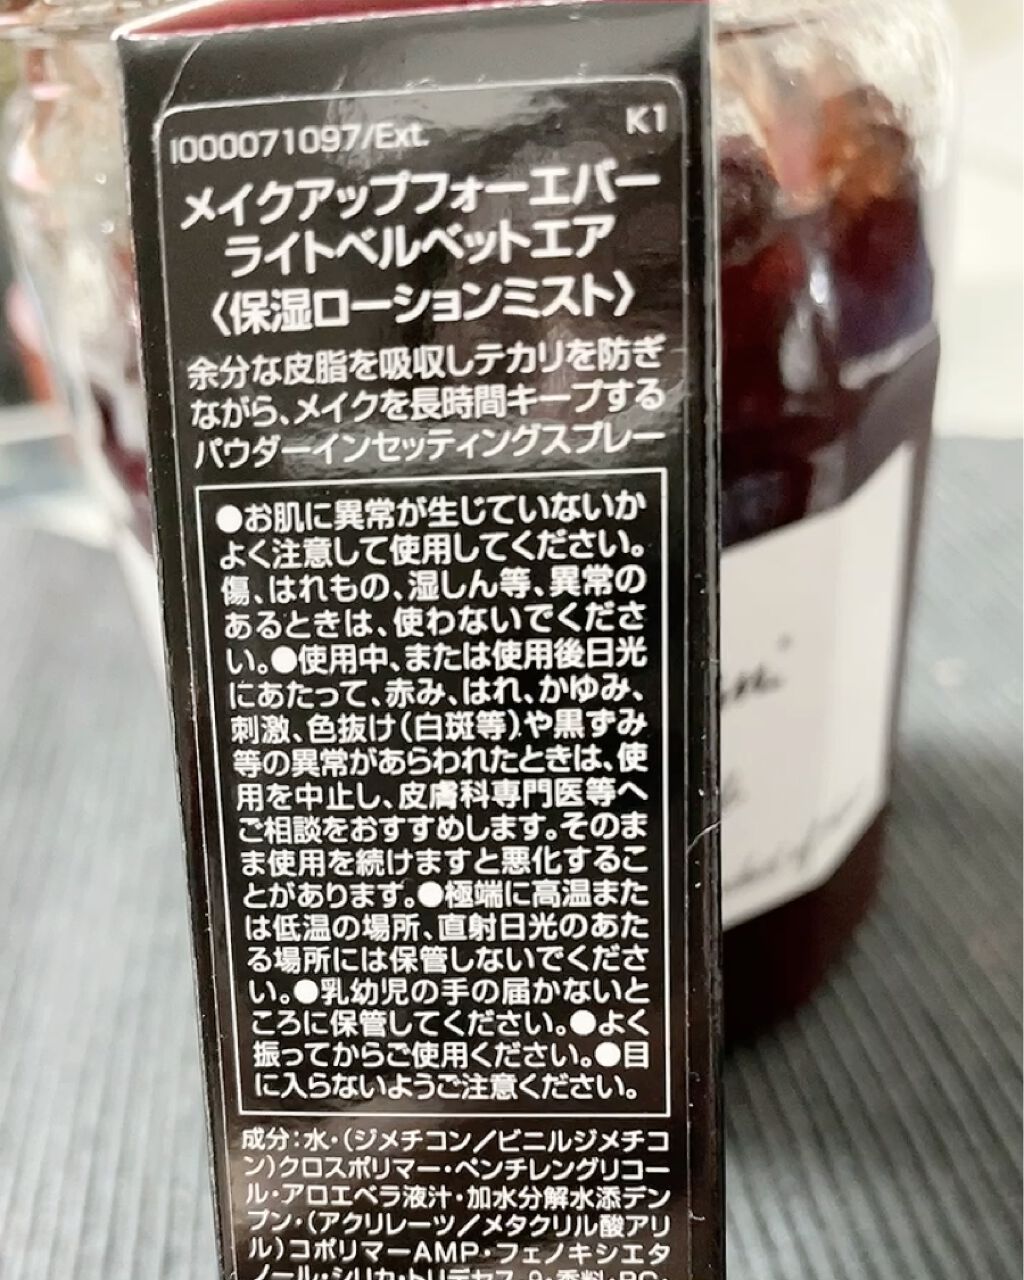 I000071097/Ext. K1
メイクアップフォーエバー
ライトベルベットエア
〈保湿ローションミスト〉
余分な皮脂を吸収しテカリを防ぎ
ながら、メイクを長時間キープする
パウダーインセッティングスプレー
●お肌に異常が生じていないか
よく注意して使用してください。
傷、はれもの、湿しん等、異常の
あるときは、使わないでくださ
い。●使用中、または使用後日光
にあたって、赤み、はれ、かゆみ、
刺激、色抜け(白斑等)や黒ずみ
等の異常があらわれたときは、使
用を中止し、皮膚科専門医等へ
ご相談をおすすめします。そのま
ま使用を続けますと悪化するこ
とがあります。●極端に高温また
は低温の場所、直射日光のあた
る場所には保管しないでくださ
い。●乳幼児の手の届かないと
ころに保管してください。●よく
振ってからご使用ください。●目
に入らないようご注意ください。
成分:水・(ジメチコン/ビニルジメチコ
ン)クロスポリマー・ペンチレングリコー
ル・アロエベラ液汁・加水分解水添デン
プン・(アクリレーツ/メタクリル酸アリ
ル)コポリマーAMP・フェノキシエタ
ノール・シリカ・トリデセス-9・香料・PG・